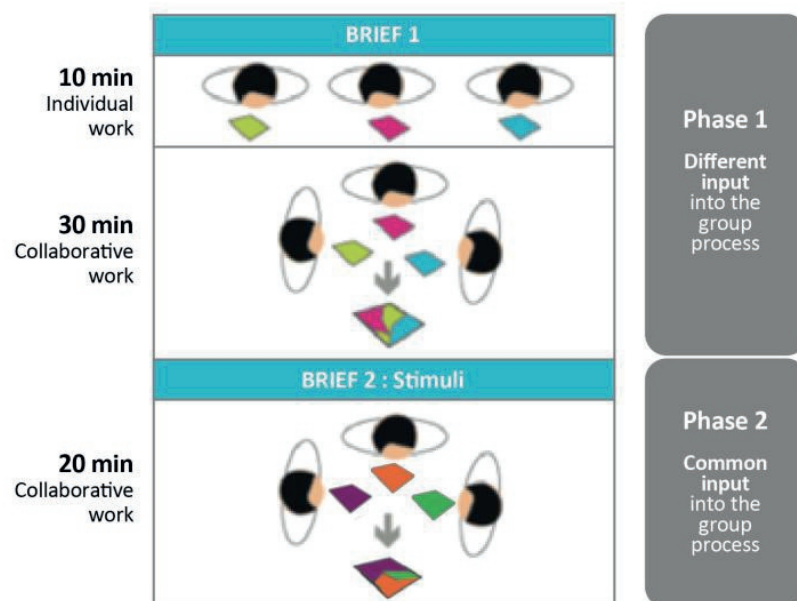 BRIEF 1
10 min
Individual
work
30 min
Collaborative
work
Phase 1
Different
input
into the
group
process
BRIEF 2 : Stimuli
20 min
Collaborative
work
Phase 2
Common
input
into the
group
process